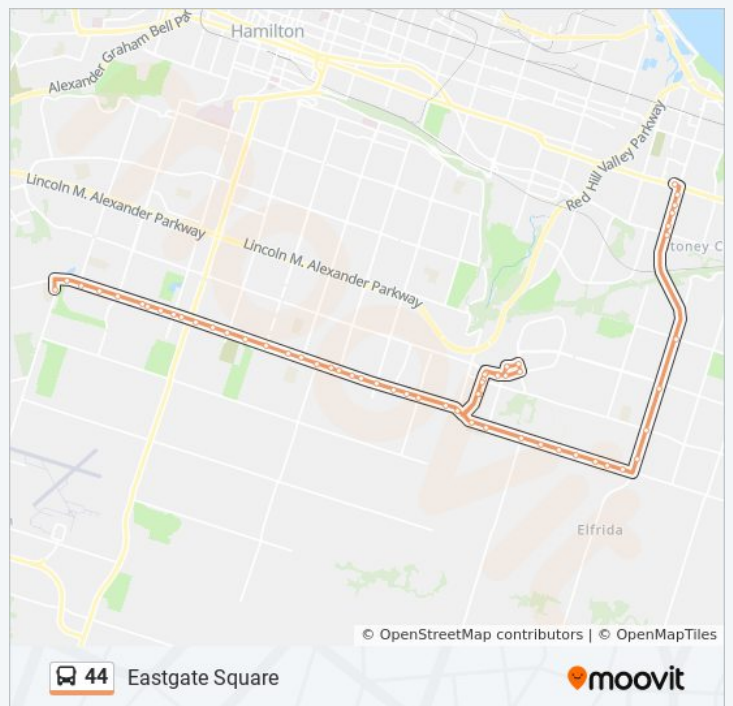 Hamilton
Alexander Graham Bell Pa
Red Hill Valley Parkway
Lincoln M. Alexander Parkway
Lincoln M. Alexander Parkway
toney C
Elfrida
© OpenStreetMap contributors | © OpenMapTiles
44 Eastgate Square
moovit